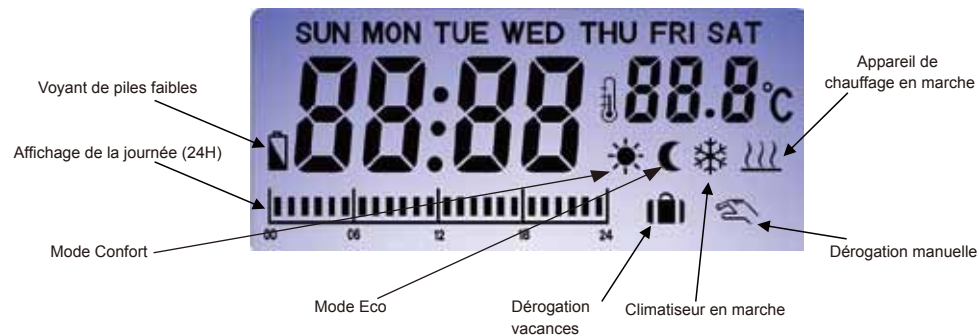 SUN MON TUE WED THU FRI SAT
Appareil de
chauffage en marche
Voyant de piles faibles
88:88
88.8°C
Affichage de la journée (24H)
00 06 12 18 24
Mode Confort
Dérogation manuelle
Mode Eco
Dérogation
vacances
Climatiseur en marche